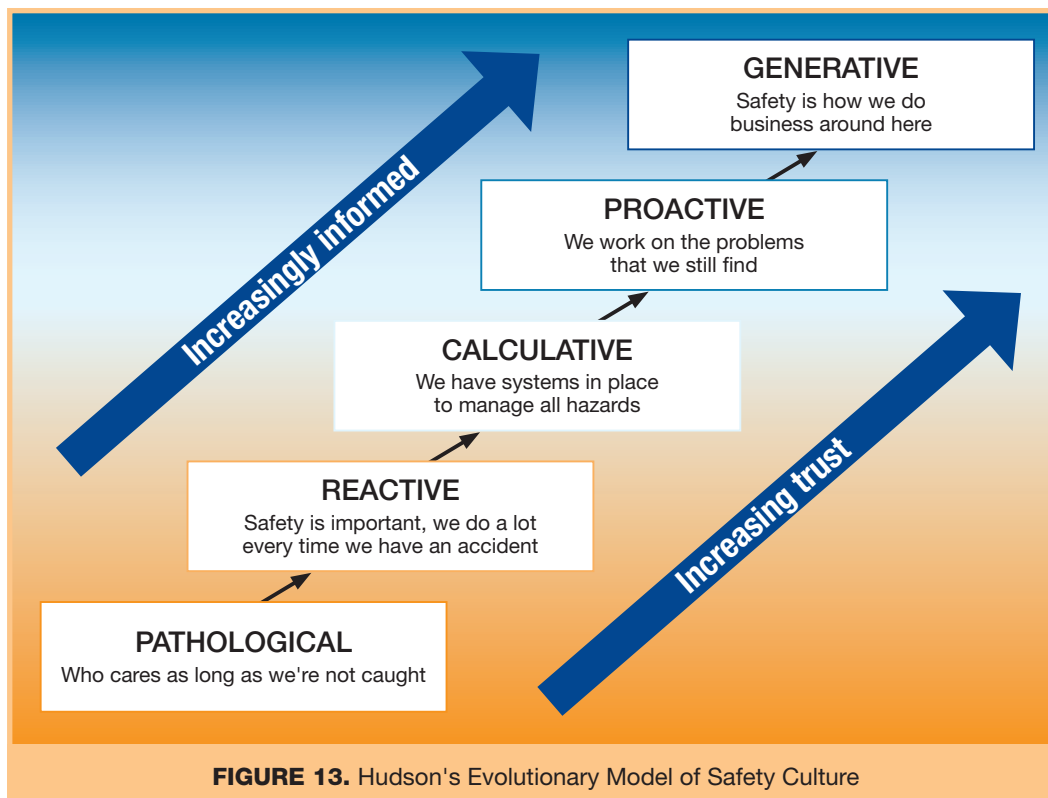 GENERATIVE
Safety is how we do
business around here
Increasingly informed
PROACTIVE
We work on the problems
that we still find
CALCULATIVE
We have systems in place
to manage all hazards
Increasing trust
REACTIVE
Safety is important, we do a lot
every time we have an accident
PATHOLOGICAL
Who cares as long as we're not caught
FIGURE 13. Hudson's Evolutionary Model of Safety Culture